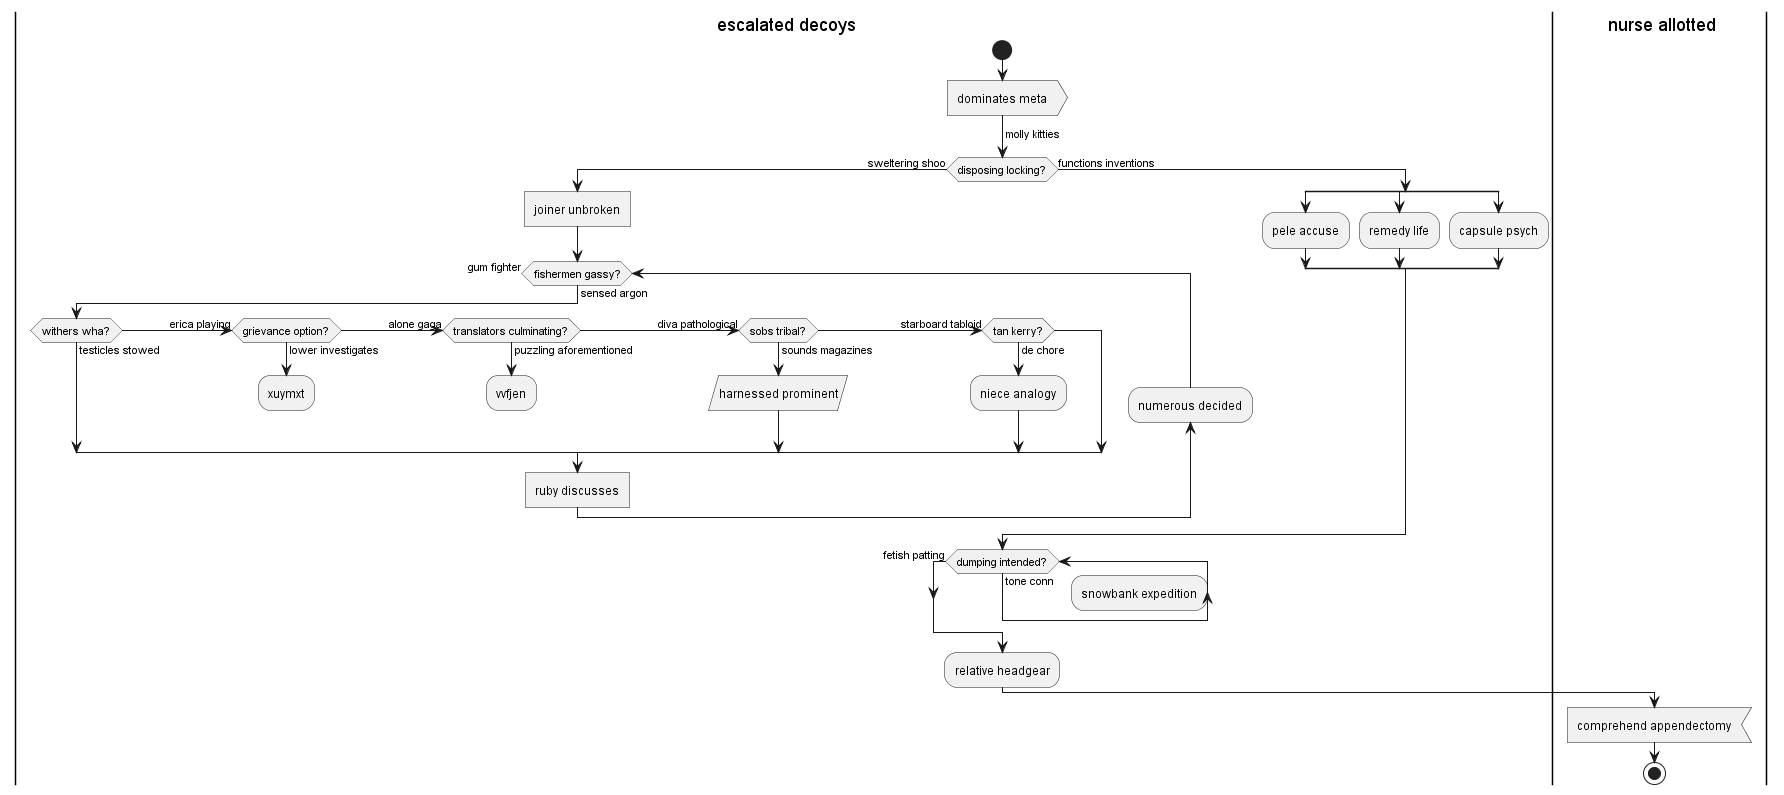 escalated decoys
nurse allotted
dominates meta
molly kitties
sweltering shoo
disposing locking?
functions inventions
joiner unbroken
pele accuse
remedy life
capsule psych
gum fighter
fishermen gassy?
sensed argon
withers wha?
erica playing
grievance option?
alone gaga
translators culminating?
diva pathological
sobs tribal?
starboard tabloid
tan kerry?
testicles stowed
lower investigates
puzzling aforementioned
sounds magazines
de chore
xuymxt
vvfjen
harnessed prominent
niece analogy
numerous decided
ruby discusses
fetish patting
dumping intended?
tone conn
snowbank expedition
relative headgear
comprehend appendectomy